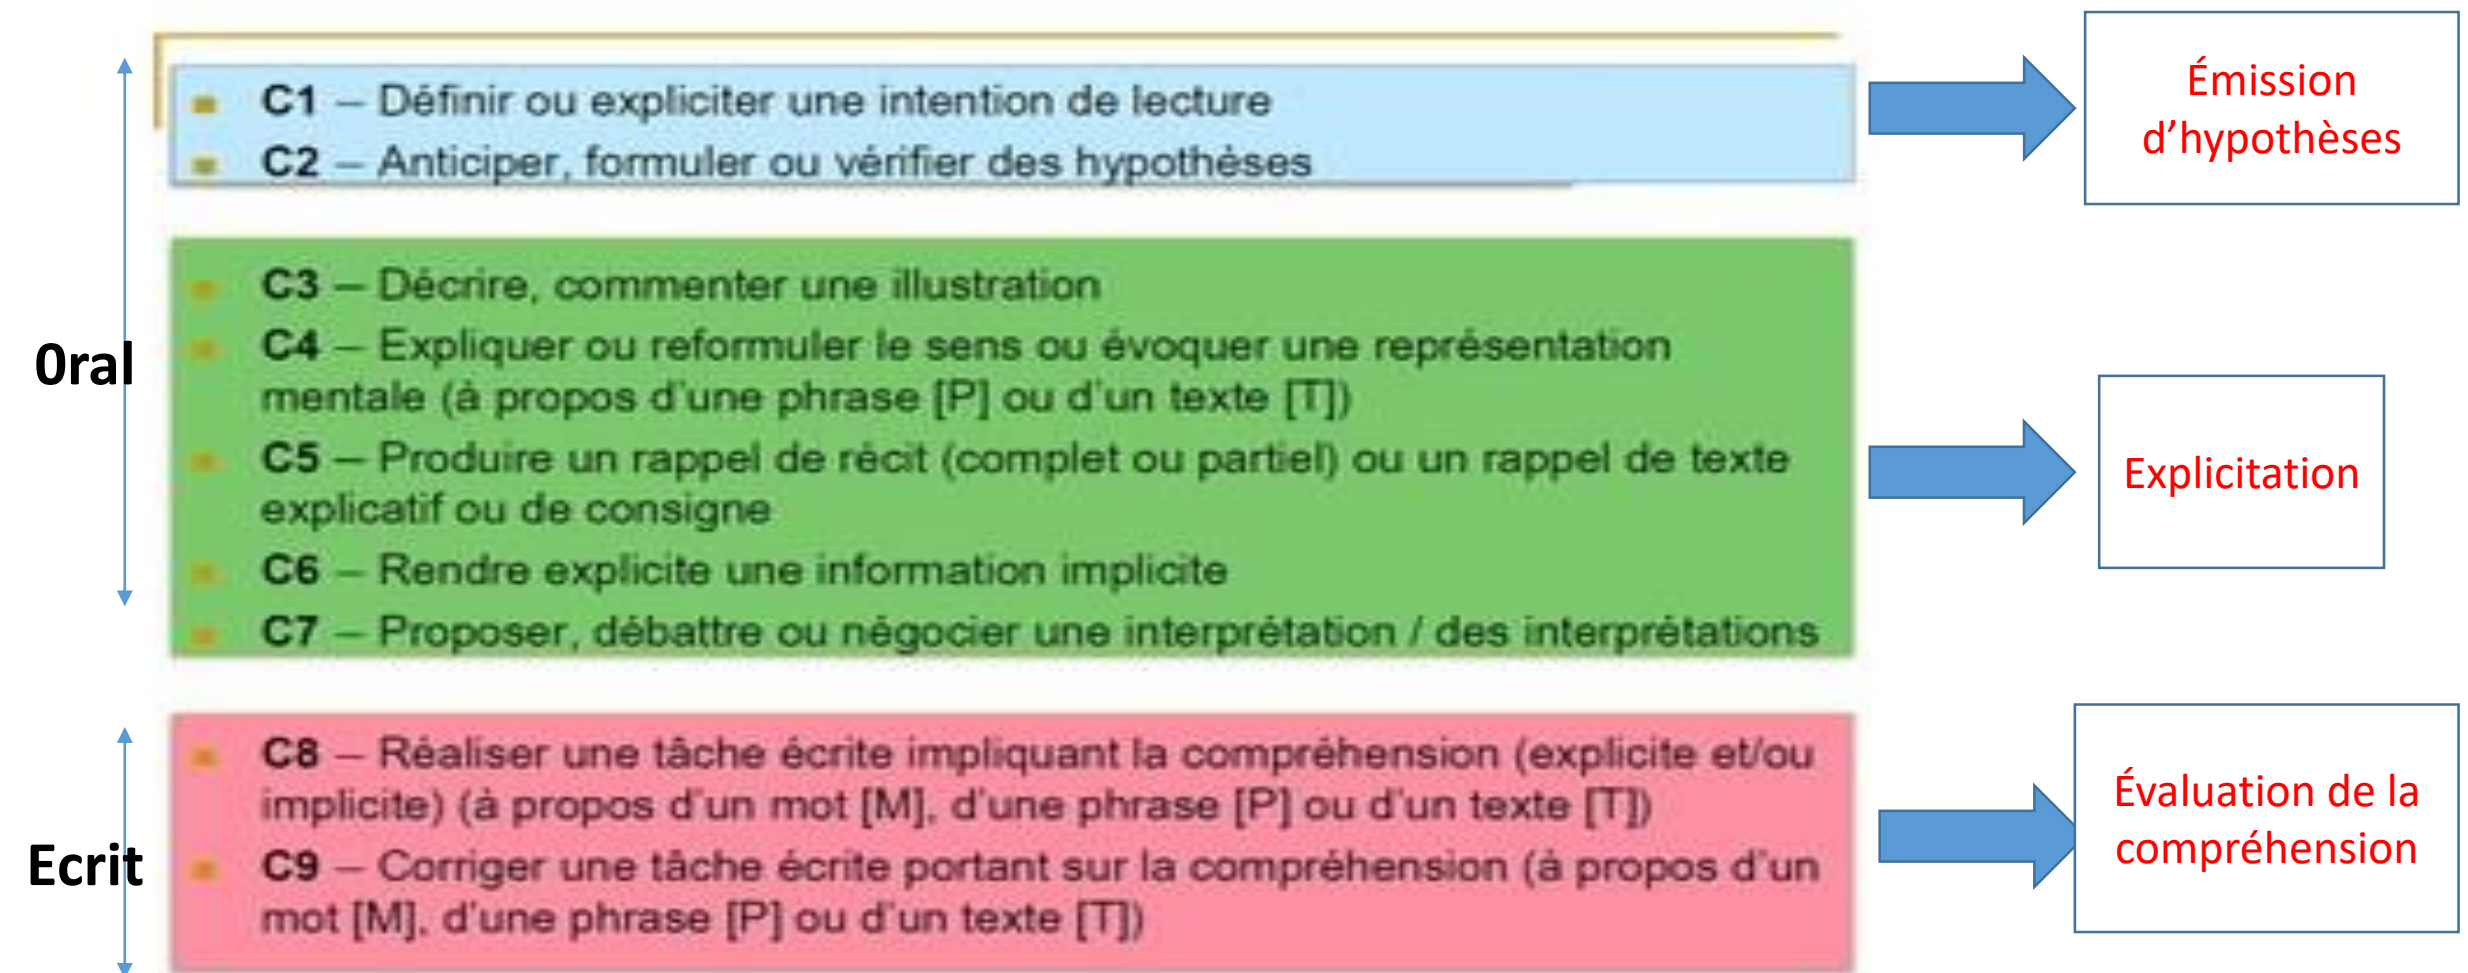 C1 – Définir ou expliciter une intention de lecture
C2 – Anticiper, formuler ou vérifier des hypothèses
Émission
d’hypothèses
0ral
C3 – Décrire, commenter une illustration
C4 – Expliquer ou reformuler le sens ou évoquer une représentation
mentale (à propos d’une phrase [P] ou d’un texte [T])
C5 – Produire un rappel de récit (complet ou partiel) ou un rappel de texte
explicatif ou de consigne
C6 – Rendre explicite une information implicite
C7 – Proposer, débattre ou négocier une interprétation / des interprétations
Explicitation
Ecrit
C8 – Réaliser une tâche écrite impliquant la compréhension (explicite et/ou
implicite) (à propos d’un mot [M], d’une phrase [P] ou d’un texte [T])
C9 – Corriger une tâche écrite portant sur la compréhension (à propos d’un
mot [M], d’une phrase [P] ou d’un texte [T])
Évaluation de la
compréhension